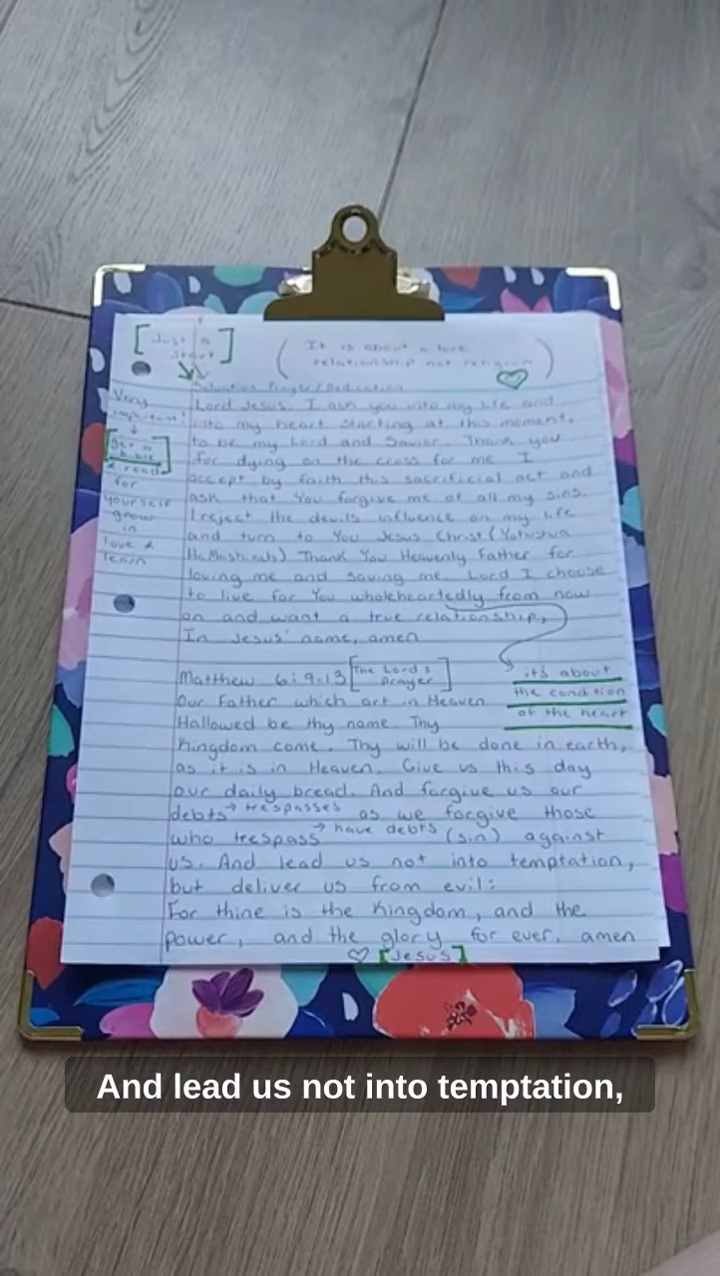 [Just a
start]
(It is about a love
relationship not religion)
Salvation Prayer/Dedication
Very
important!
get a
bible
& read
for
yourself
grow
in
love &
learn
Lord Jesus, I ask you into my life and
into my heart starting at this moment,
to be my Lord and Savior. Thank you
for dying on the cross for me I
accept by faith this sacrificial act and
ask that You forgive me of all my sins.
I reject the devils influence on my life
and turn to You Jesus Christ (Yahushua
HaMashiach) Thank You Heavenly Father for
loving me and saving me. Lord I choose
to live for You wholeheartedly from now
on and want a true relationship,
In Jesus' name, amen
it's about
the condition
of the heart
Matthew 6:9-13 [The Lord's
prayer]
Our Father which art in Heaven
Hallowed be thy name. Thy
Kingdom come. Thy will be done in earth,
as it is in Heaven. Give us this day
our daily bread. And forgive us our
debts → trespasses as we forgive those
who trespass → have debts (sin) against
us. And lead us not into temptation,
but deliver us from evil:
For thine is the Kingdom, and the
power, and the glory for ever. amen
♡ [Jesus]
And lead us not into temptation,